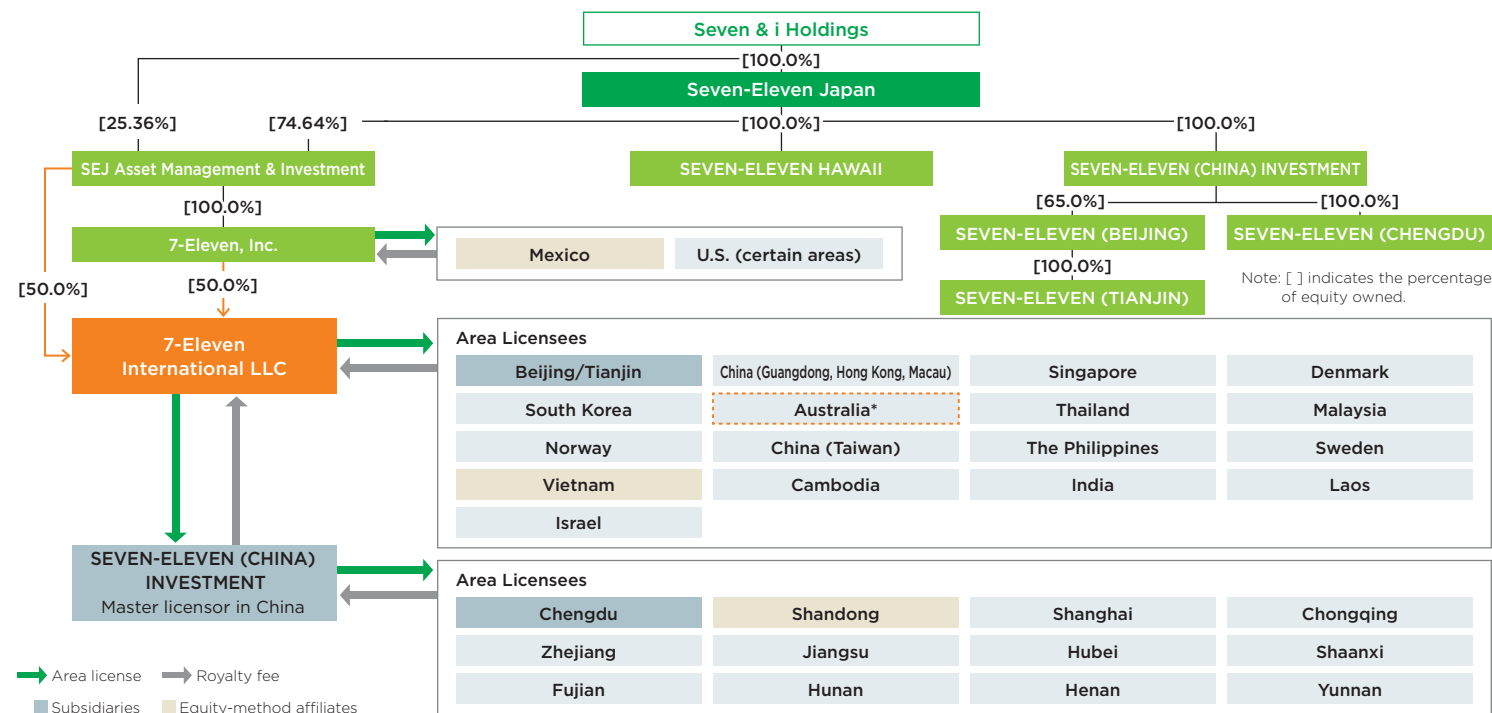 Seven & i Holdings
[100.0%]
Seven-Eleven Japan
[25.36%]
[74.64%]
[100.0%]
[100.0%]
SEJ Asset Management & Investment
SEVEN-ELEVEN HAWAII
SEVEN-ELEVEN (CHINA) INVESTMENT
[100.0%]
[65.0%]
[100.0%]
7-Eleven, Inc.
Mexico
U.S. (certain areas)
SEVEN-ELEVEN (BEIJING)
SEVEN-ELEVEN (CHENGDU)
[100.0%]
SEVEN-ELEVEN (TIANJIN)
Note: [ ] indicates the percentage
of equity owned.
[50.0%]
[50.0%]
7-Eleven
International LLC
Area Licensees
Beijing/Tianjin
China (Guangdong, Hong Kong, Macau)
Singapore
Denmark
South Korea
Australia*
Thailand
Malaysia
Norway
China (Taiwan)
The Philippines
Sweden
Vietnam
Cambodia
India
Laos
Israel
SEVEN-ELEVEN (CHINA)
INVESTMENT
Master licensor in China
Area Licensees
Chengdu
Shandong
Shanghai
Chongqing
Zhejiang
Jiangsu
Hubei
Shaanxi
Fujian
Hunan
Henan
Yunnan
Area license
Royalty fee
Subsidiaries
Equity-method affiliates